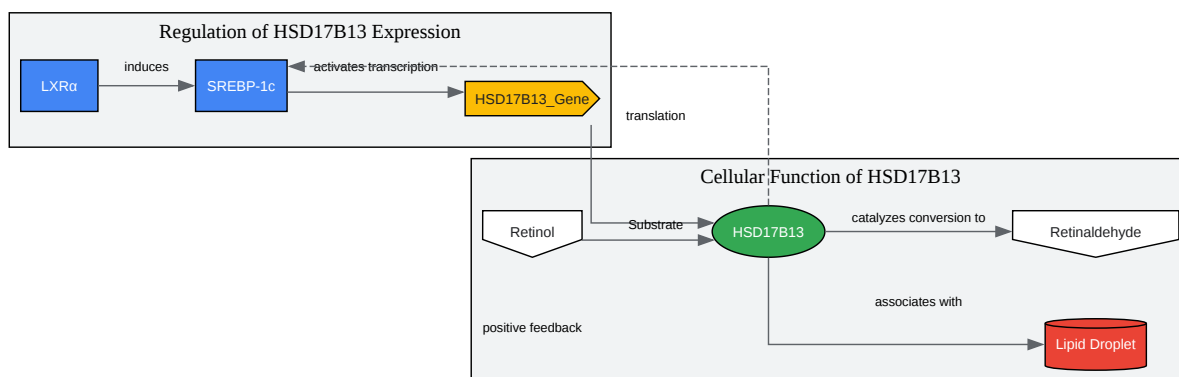 Regulation of HSD17B13 Expression
LXRα
induces
SREBP-1c
activates transcription
HSD17B13_Gene
translation
Cellular Function of HSD17B13
Retinol
Substrate
HSD17B13
catalyzes conversion to
Retinaldehyde
associates with
positive feedback
Lipid Droplet